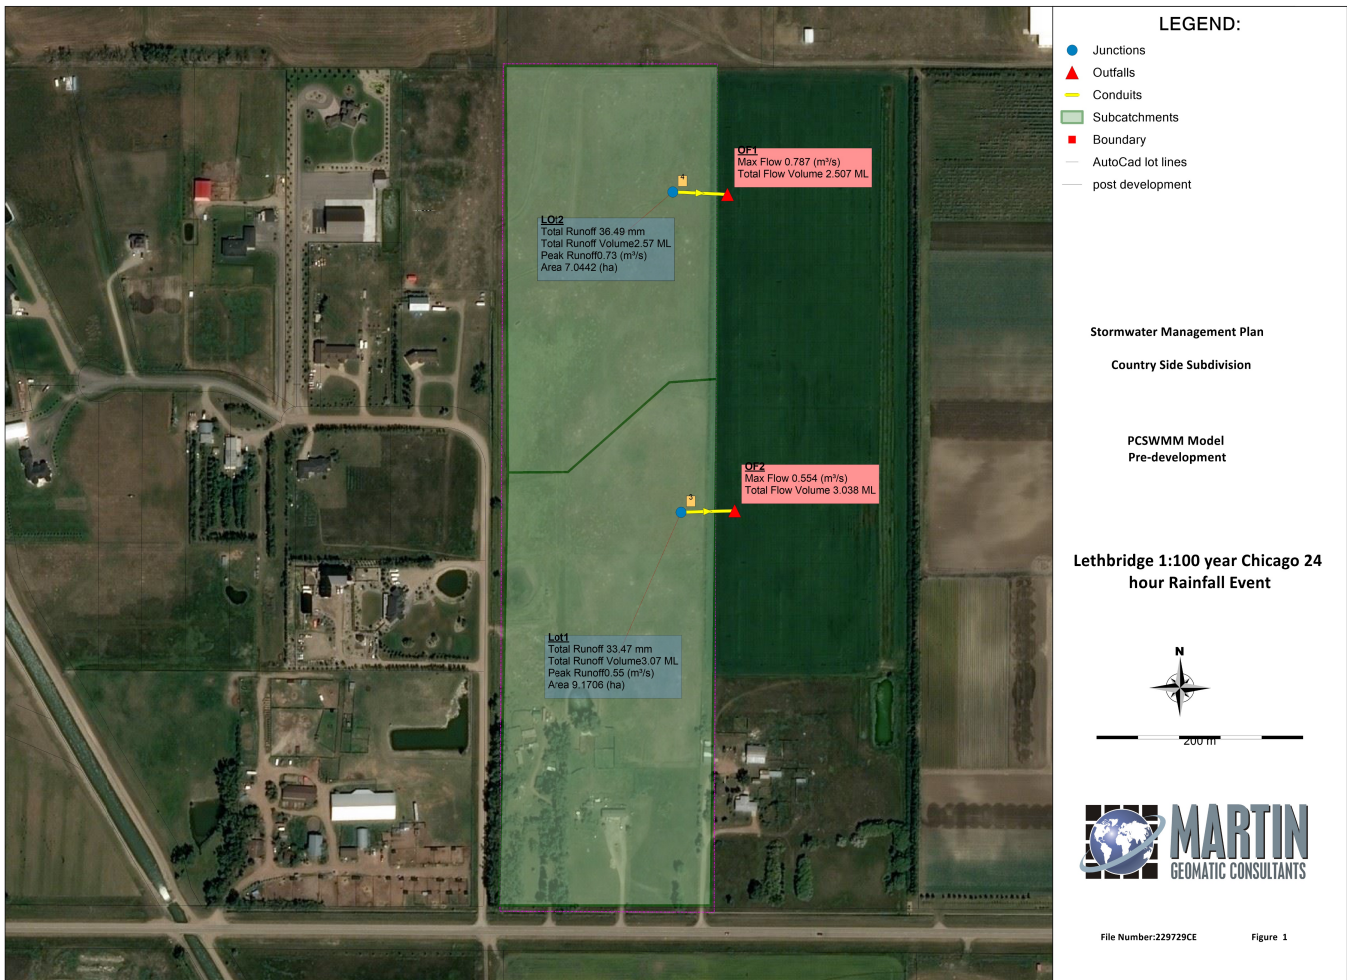 LEGEND:
Junctions
Outfalls
Conduits
Subcatchments
Boundary
AutoCad lot lines
post development
OF1
Max Flow 0.787 (m³/s)
Total Flow Volume 2.507 ML
4
LOt2
Total Runoff 36.49 mm
Total Runoff Volume2.57 ML
Peak Runoff0.73 (m³/s)
Area 7.0442 (ha)
OF2
Max Flow 0.554 (m³/s)
Total Flow Volume 3.038 ML
3
Lot1
Total Runoff 33.47 mm
Total Runoff Volume3.07 ML
Peak Runoff0.55 (m³/s)
Area 9.1706 (ha)
Stormwater Management Plan
Country Side Subdivision
PCSWMM Model
Pre-development
Lethbridge 1:100 year Chicago 24
hour Rainfall Event
N
200 m
MARTIN
GEOMATIC CONSULTANTS
File Number:229729CE
Figure 1